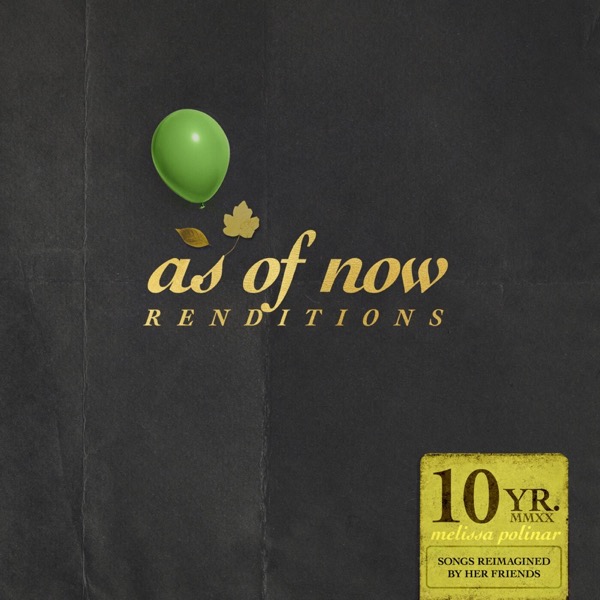 as of now
RENDITIONS
10 YR.
MMXX
melissa polinar
SONGS REIMAGINED
BY HER FRIENDS